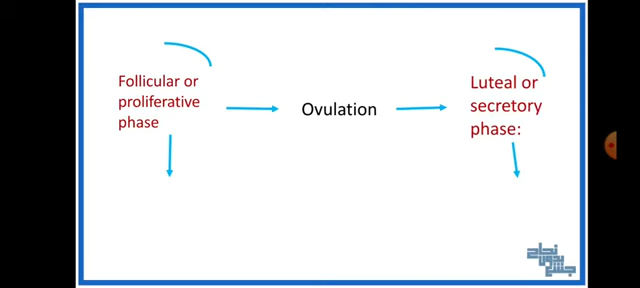 Follicular or
proliferative
phase
Ovulation
Luteal or
secretory
phase: